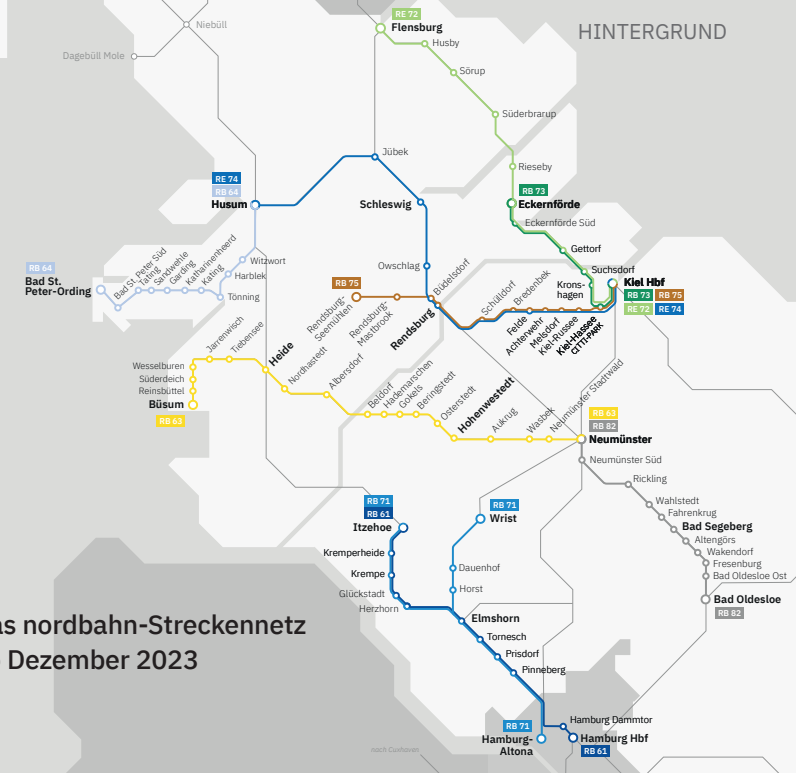 HINTERGRUND
RE 72
Flensburg
Niebüll
Husby
Dagebüll Mole
Sörup
Süderbrarup
Jübek
Rieseby
RE 74
RB 64
Husum
Schleswig
RB 73
Eckernförde
Eckernförde Süd
Gettorf
RB 64
Bad St.
Peter-Ording
Bad St. Peter Süd
Tating
Sandwehle
Garding
Katharinenheerd
Kating
Witzwort
Harblek
Tönning
Owschlag
Büdelsdorf
RB 75
Rendsburg-
Seemühlen
Rendsburg-
Mastbrook
Rendsburg
Schülldorf
Bredenbek
Felde
Achterwehr
Melsdorf
Kiel-Russee
Kiel-Hassee
CITTI-PARK
Suchsdorf
Krons-
hagen
Kiel Hbf
RB 73
RB 75
RE 72
RE 74
Jarrenwisch
Tiebensee
Wesselburen
Süderdeich
Reinsbüttel
Büsum
RB 63
Heide
Nordhastedt
Albersdorf
Beldorf
Hademarschen
Gokels
Beringstedt
Osterstedt
Hohenwestedt
Aukrug
Wasbek
Neumünster Stadtwald
RB 63
RB 82
Neumünster
Neumünster Süd
Rickling
Wahlstedt
Fahrenkrug
Bad Segeberg
Altengörs
Wakendorf
Fresenburg
Bad Oldesloe Ost
Bad Oldesloe
RB 82
RB 71
RB 61
Itzehoe
RB 71
Wrist
Kremperheide
Krempe
Glückstadt
Herzhorn
Dauenhof
Horst
Elmshorn
Tornesch
Prisdorf
Pinneberg
as nordbahn-Streckennetz
Dezember 2023
Hamburg Dammtor
RB 71
Hamburg-
Altona
Hamburg Hbf
RB 61
nach Cuxhaven